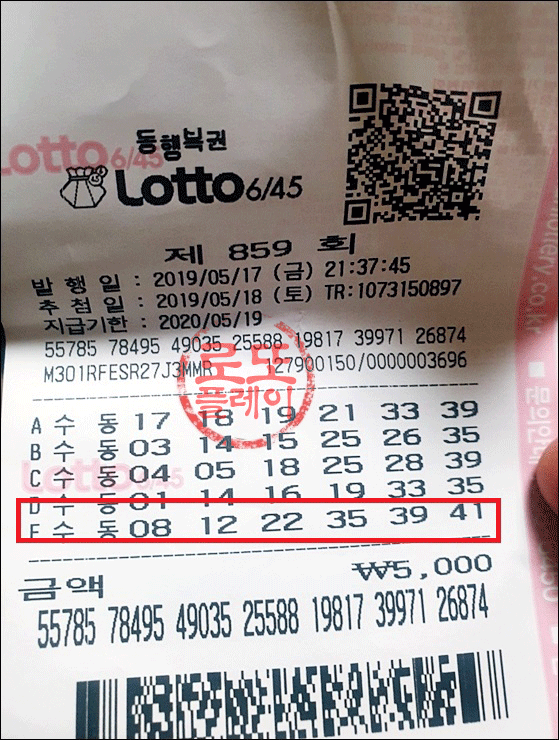 Lotto 6/45
동행복권
Lotto 6/45
제 859 회
발 행 일 : 2019/05/17 (금) 21:37:45
추 첨 일 : 2019/05/18 (토) TR:1073150897
지급기한 : 2020/05/19
55785 78495 49035 25588 19817 39971 26874
M301RFESR27J3MMR 127900150/0000003696
로또
플레이
A 수 동 17 18 19 21 33 39
B 수 동 03 14 15 25 26 35
C 수 동 04 05 18 25 28 39
D 수 동 01 14 16 19 33 35
E 수 동 08 12 22 35 39 41
금액 ₩5,000
55785 78495 49035 25588 19817 39971 26874